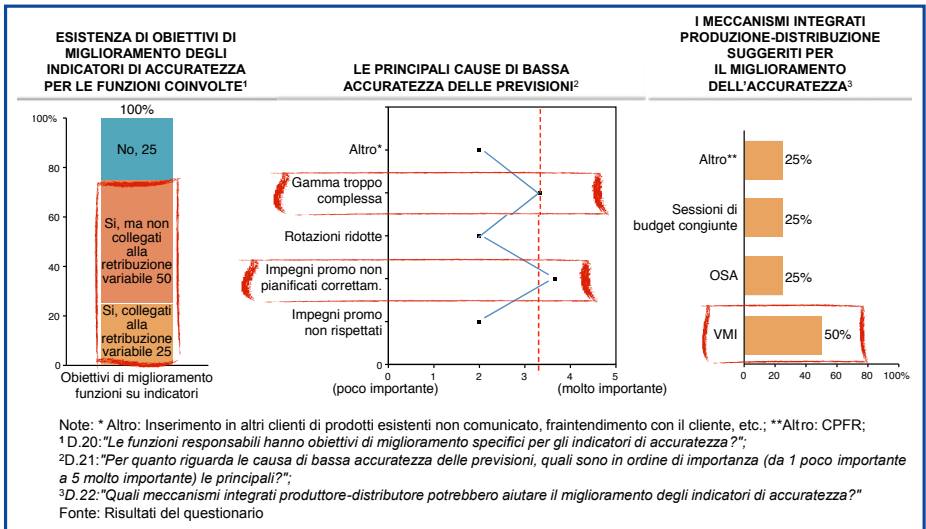 ESISTENZA DI OBIETTIVI DI
MIGLIORAMENTO DEGLI
INDICATORI DI ACCURATEZZA
PER LE FUNZIONI COINVOLTE¹
100%
100%
80
60
40
20
0
No, 25
Si, ma non
collegati
alla
retribuzione
variabile 50
Si, collegati
alla
retribuzione
variabile 25
Obiettivi di miglioramento
funzioni su indicatori
LE PRINCIPALI CAUSE DI BASSA
ACCURATEZZA DELLE PREVISIONI²
Altro*
Gamma troppo
complessa
Rotazioni ridotte
Impegni promo non
pianificati correttam.
Impegni promo
non rispettati
0
0 1 2 3 4 5
(poco importante) (molto importante)
I MECCANISMI INTEGRATI
PRODUZIONE-DISTRIBUZIONE
SUGGERITI PER
IL MIGLIORAMENTO
DELL'ACCURATEZZA³
Altro** 25%
Sessioni di
budget congiunte 25%
OSA 25%
VMI 50%
0 20 40 60 80 100%
Note: * Altro: Inserimento in altri clienti di prodotti esistenti non comunicato, fraintendimento con il cliente, etc.; **Altro: CPFR;
¹ D.20:"Le funzioni responsabili hanno obiettivi di miglioramento specifici per gli indicatori di accuratezza?";
²D.21:"Per quanto riguarda le causa di bassa accuratezza delle previsioni, quali sono in ordine di importanza (da 1 poco importante
a 5 molto importante) le principali?";
³D.22:"Quali meccanismi integrati produttore-distributore potrebbero aiutare il miglioramento degli indicatori di accuratezza?"
Fonte: Risultati del questionario